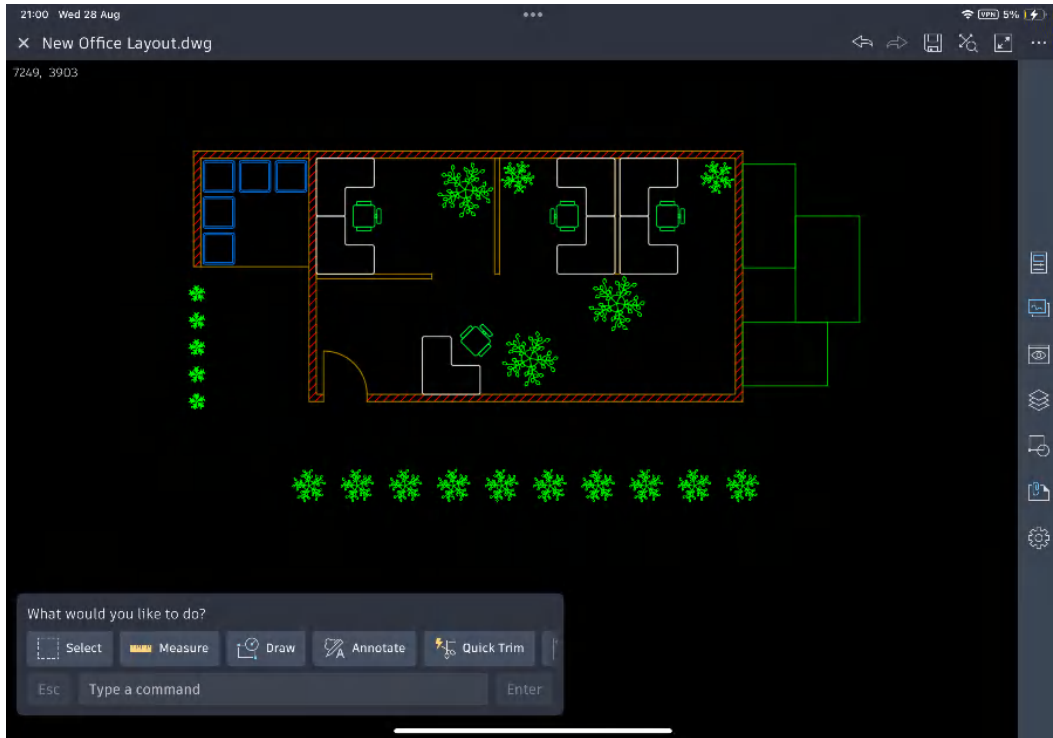 21:00 Wed 28 Aug
VPN 5%
New Office Layout.dwg
7249, 3903
What would you like to do?
Select Measure Draw Annotate Quick Trim
Esc Type a command Enter